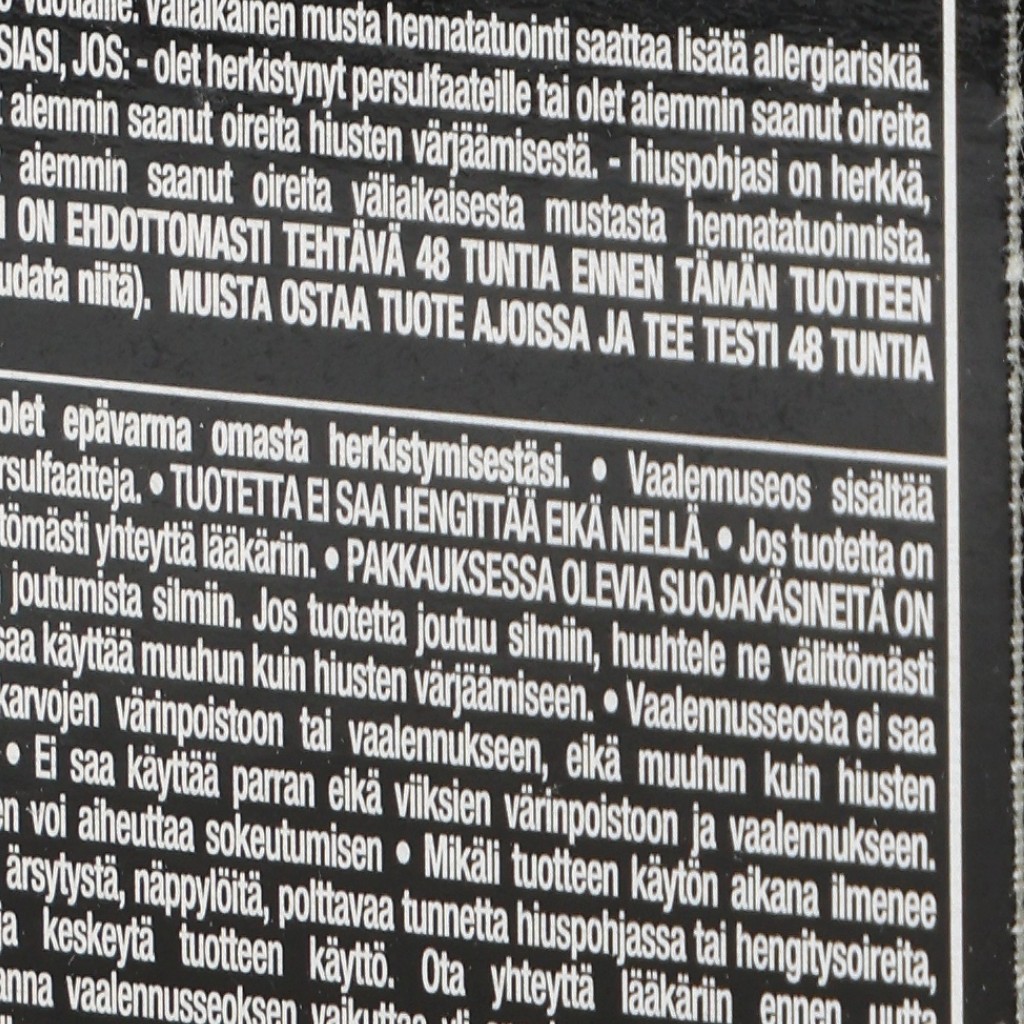 vuotiaille. Väliaikainen musta hennatatuointi saattaa lisätä allergiariskiä.
SIASI, JOS: - olet herkistynyt persulfaateille tai olet aiemmin saanut oireita
aiemmin saanut oireita hiusten värjäämisestä. - hiuspohjasi on herkkä,
aiemmin saanut oireita väliaikaisesta mustasta hennatatuoinnista.
ON EHDOTTOMASTI TEHTÄVÄ 48 TUNTIA ENNEN TÄMÄN TUOTTEEN
udata niitä). MUISTA OSTAA TUOTE AJOISSA JA TEE TESTI 48 TUNTIA
olet epävarma omasta herkistymisestäsi. • Vaalennuseos sisältää
rsulfaatteja. • TUOTETTA EI SAA HENGITTÄÄ EIKÄ NIELLÄ. • Jos tuotetta on
tömästi yhteyttä lääkäriin. • PAKKAUKSESSA OLEVIA SUOJAKÄSINEITÄ ON
joutumista silmiin. Jos tuotetta joutuu silmiin, huuhtele ne välittömästi
saa käyttää muuhun kuin hiusten värjäämiseen. • Vaalennusseosta ei saa
karvojen värinpoistoon tai vaalennukseen, eikä muuhun kuin hiusten
• Ei saa käyttää parran eikä viiksien värinpoistoon ja vaalennukseen.
en voi aiheuttaa sokeutumisen • Mikäli tuotteen käytön aikana ilmenee
ärsytystä, näppylöitä, polttavaa tunnetta hiuspohjassa tai hengitysoireita,
ja keskeytä tuotteen käyttö. Ota yhteyttä lääkäriin ennen uutta
anna vaalennusseoksen vaikuttaa yli